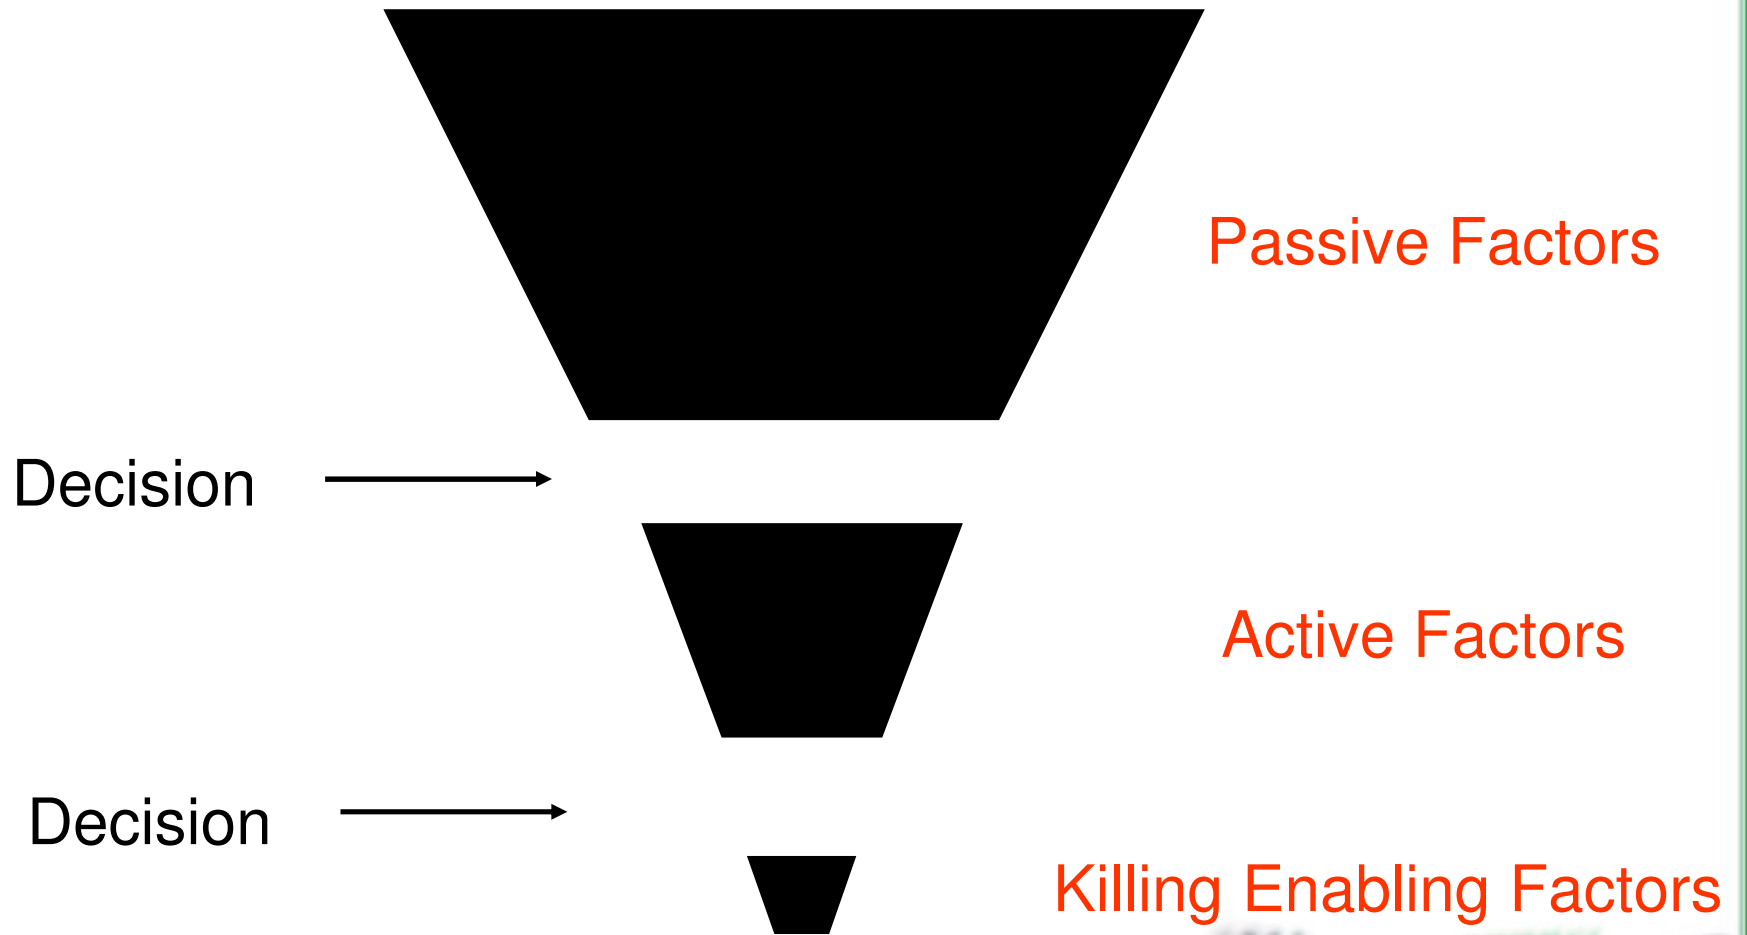 Passive Factors
Decision
Active Factors
Decision
Killing Enabling Factors